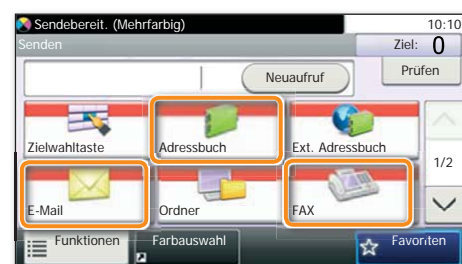 Sendebereit. (Mehrfarbig) 10:10
Senden Ziel: 0
Neuaufruf Prüfen
Zielwahltaste Adressbuch Ext. Adressbuch
1/2
E-Mail Ordner FAX
Funktionen Farbauswahl Favoriten